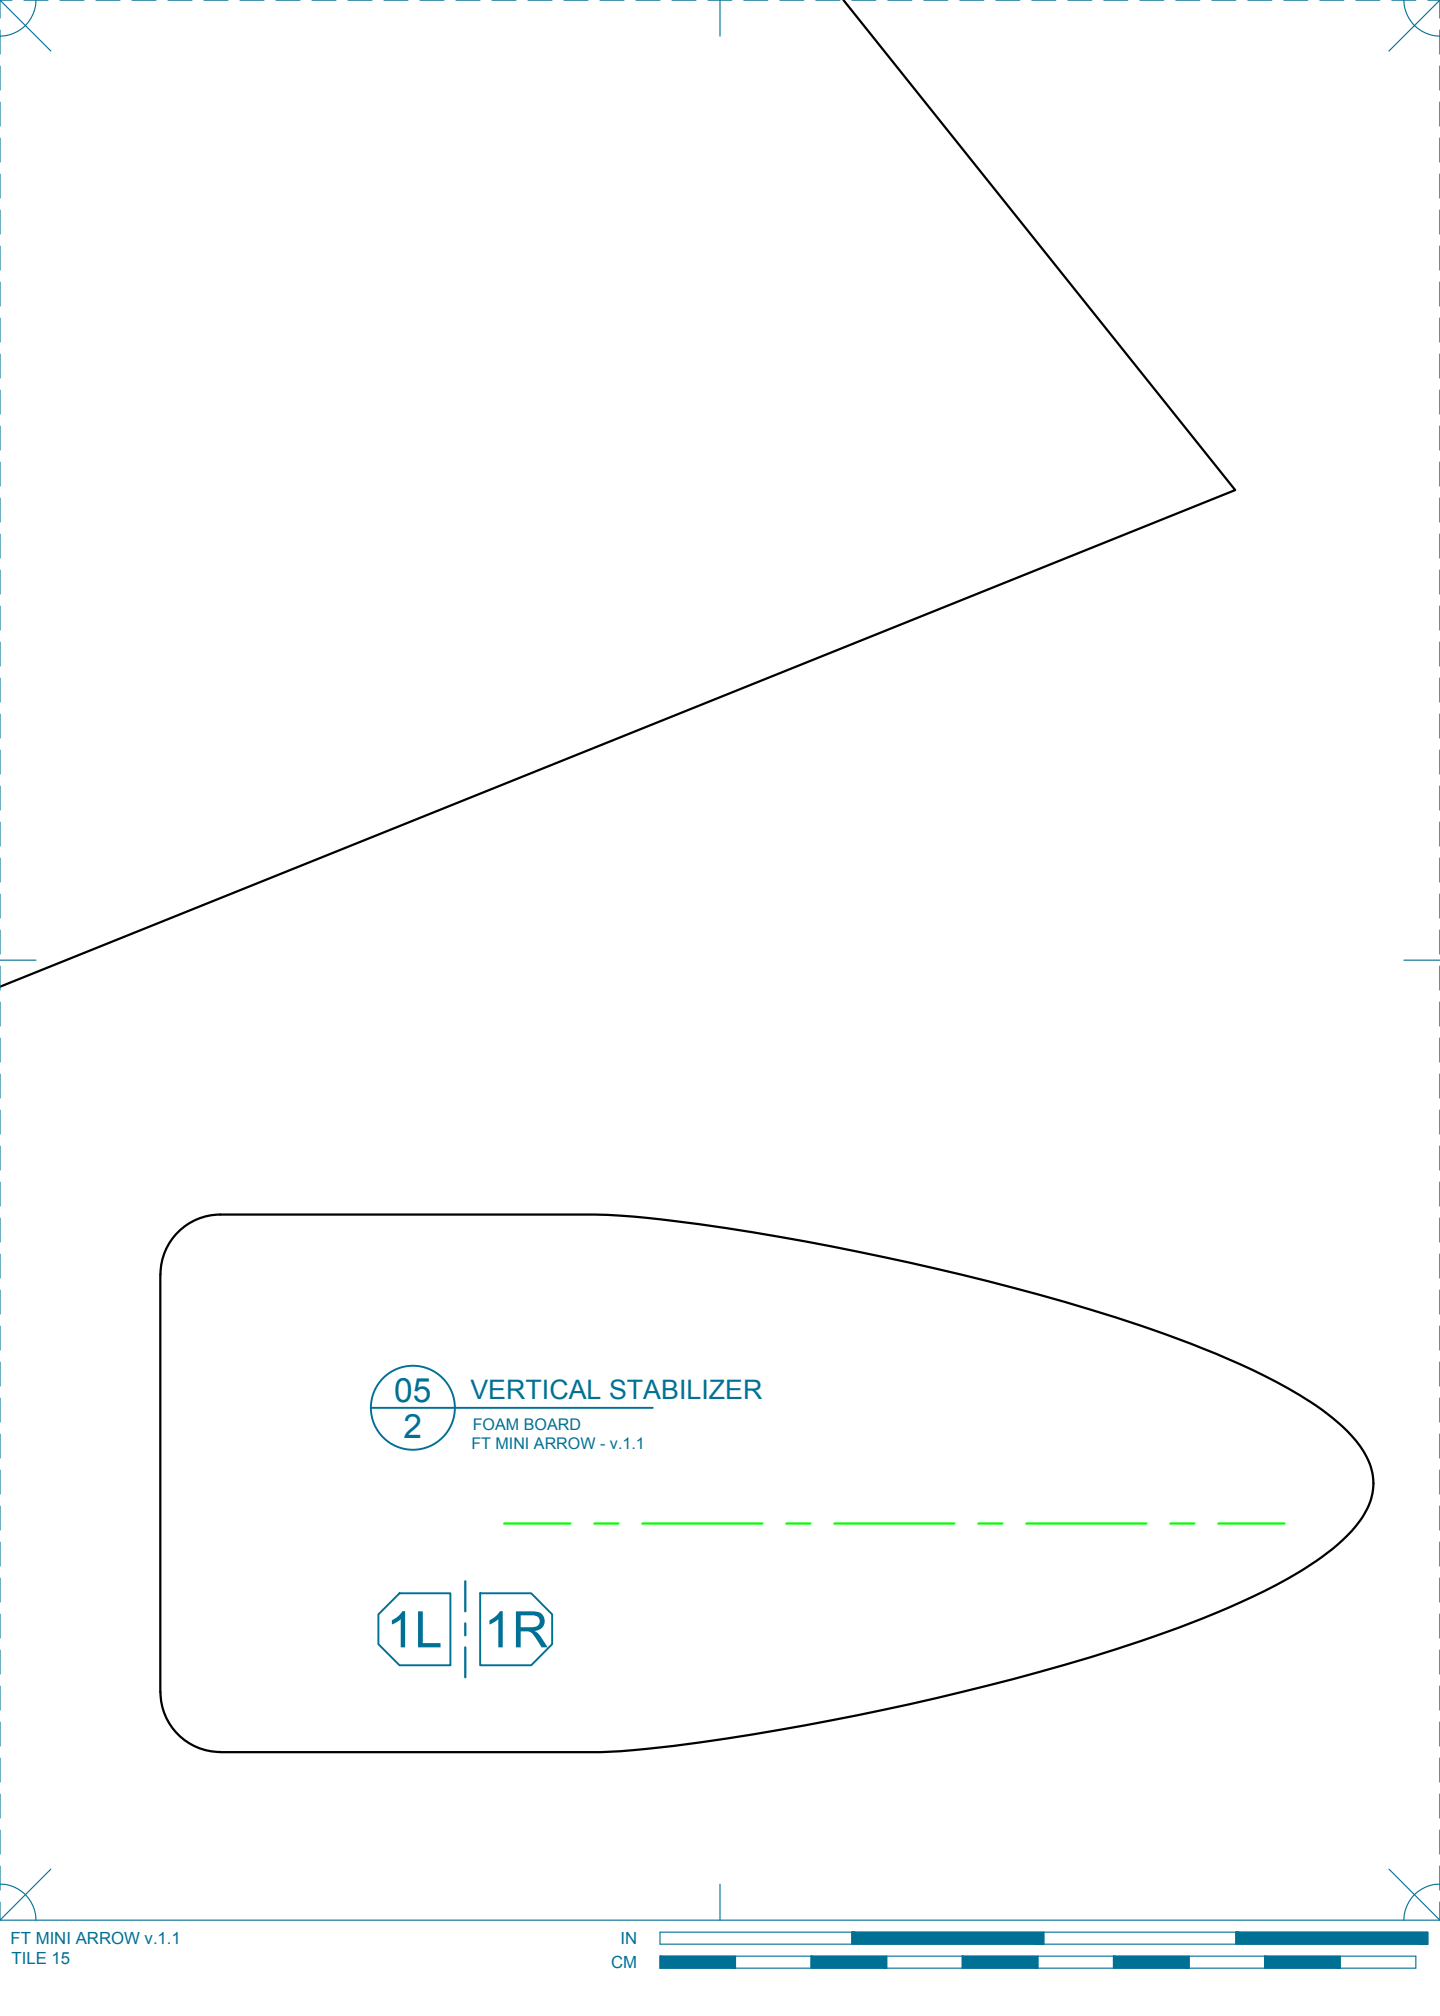 05
2
VERTICAL STABILIZER
FOAM BOARD
FT MINI ARROW - v.1.1
1L 1R
FT MINI ARROW v.1.1
TILE 15
IN
CM